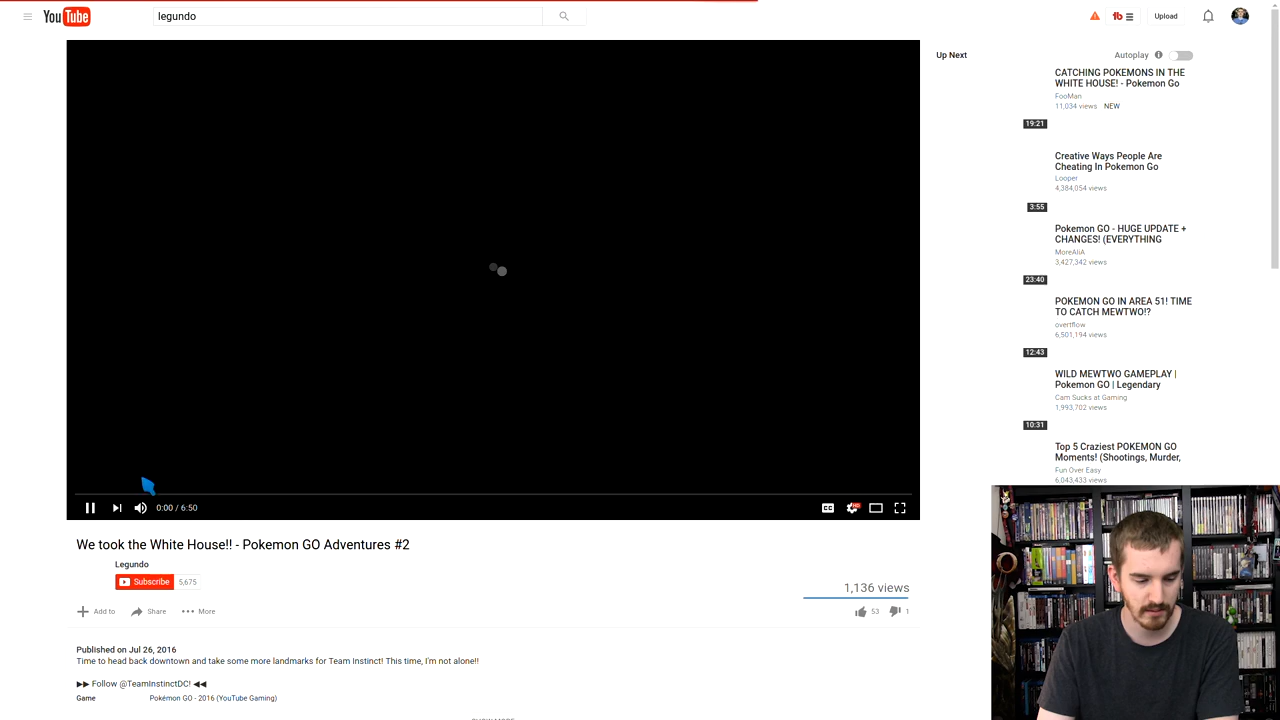 YouTube
legundo
Upload
Up Next
Autoplay
CATCHING POKEMONS IN THE
WHITE HOUSE! - Pokemon Go
FooMan
11,034 views NEW
19:21
Creative Ways People Are
Cheating In Pokemon Go
Looper
4,384,054 views
3:55
Pokemon GO - HUGE UPDATE +
CHANGES! (EVERYTHING
MoreAliA
3,427,342 views
23:40
POKEMON GO IN AREA 51! TIME
TO CATCH MEWTWO!?
overtflow
6,501,194 views
12:43
WILD MEWTWO GAMEPLAY |
Pokemon GO | Legendary
Cam Sucks at Gaming
1,993,702 views
10:31
Top 5 Craziest POKEMON GO
Moments! (Shootings, Murder,
Fun Over Easy
6,043,433 views
0:00 / 6:50
CC
HD
We took the White House!! - Pokemon GO Adventures #2
Legundo
Subscribe 5,675
1,136 views
Add to Share More
53 1
Published on Jul 26, 2016
Time to head back downtown and take some more landmarks for Team Instinct! This time, I'm not alone!!
▶▶ Follow @TeamInstinctDC! ◀◀
Game Pokémon GO - 2016 (YouTube Gaming)